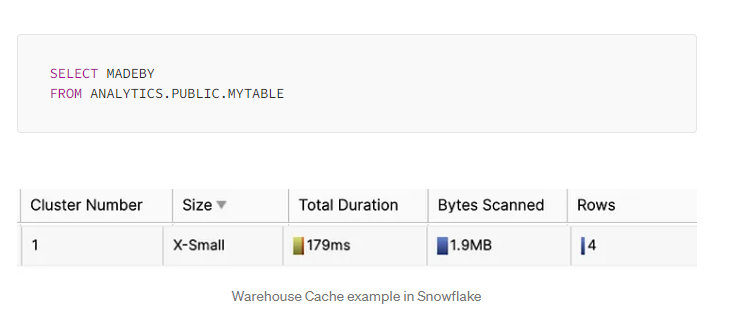 SELECT MADEBY
FROM ANALYTICS.PUBLIC.MYTABLE
Cluster Number Size Total Duration Bytes Scanned Rows
1 X-Small 179ms 1.9MB 4
Warehouse Cache example in Snowflake